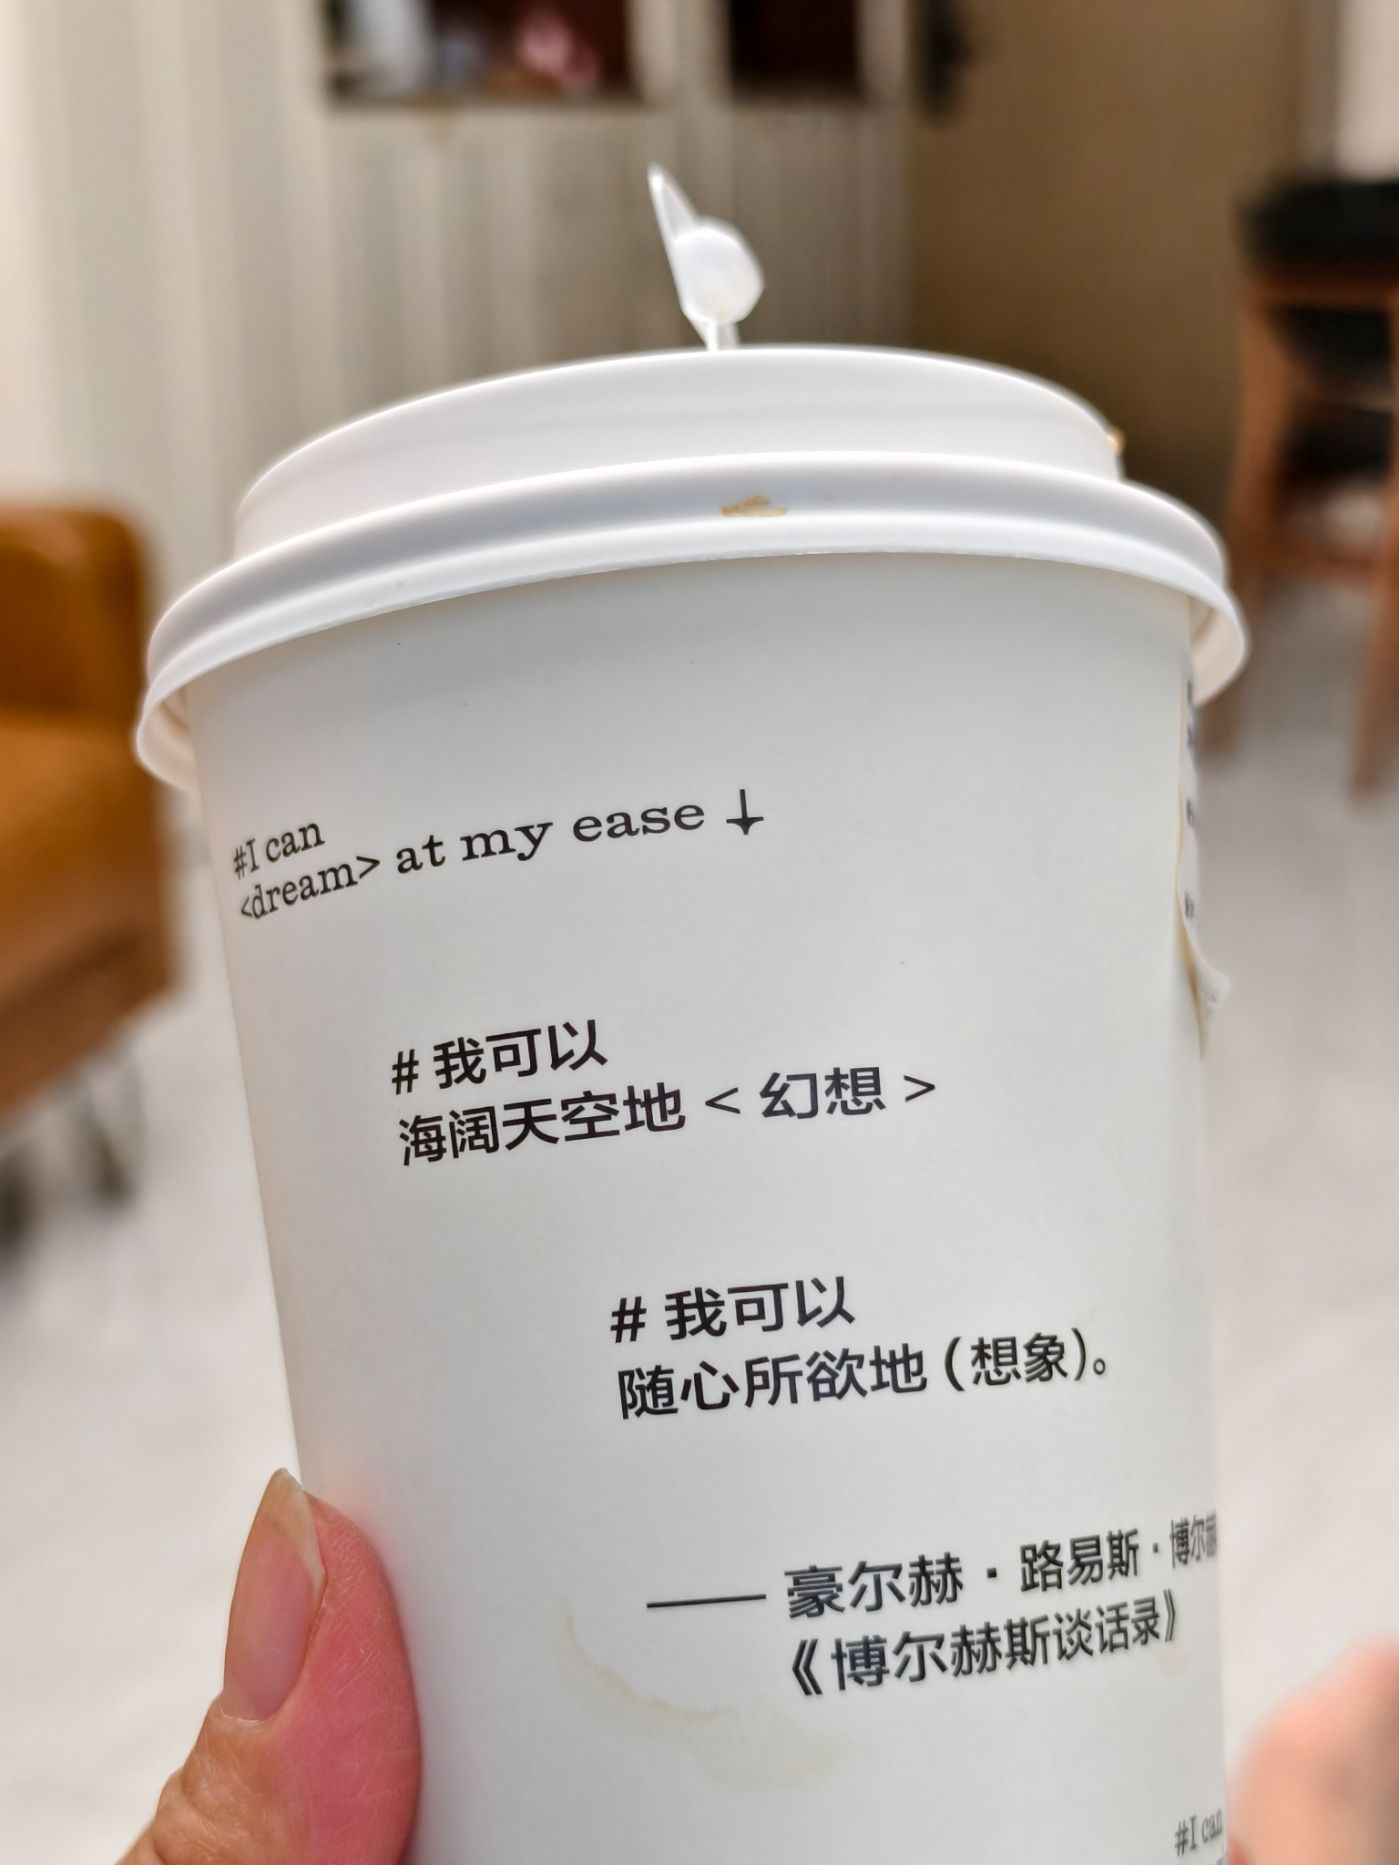 #I can
<dream> at my ease ↓
# 我可以
海阔天空地 < 幻想 >
# 我可以
随心所欲地 (想象)。
—— 豪尔赫 · 路易斯 · 博尔赫
《博尔赫斯谈话录》
#I can